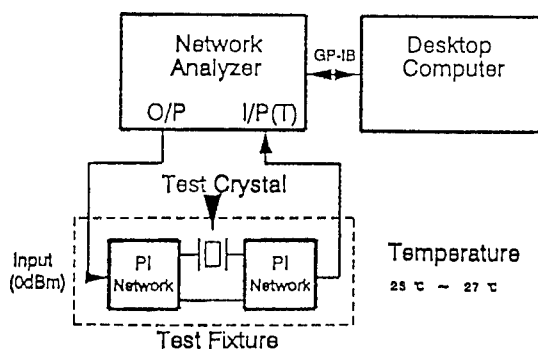 Network
Analyzer
O/P I/P(T)
GP-IB
Desktop
Computer
Test Crystal
Input
(0dBm)
PI
Network
PI
Network
Temperature
25 ℃ ~ 27 ℃
Test Fixture